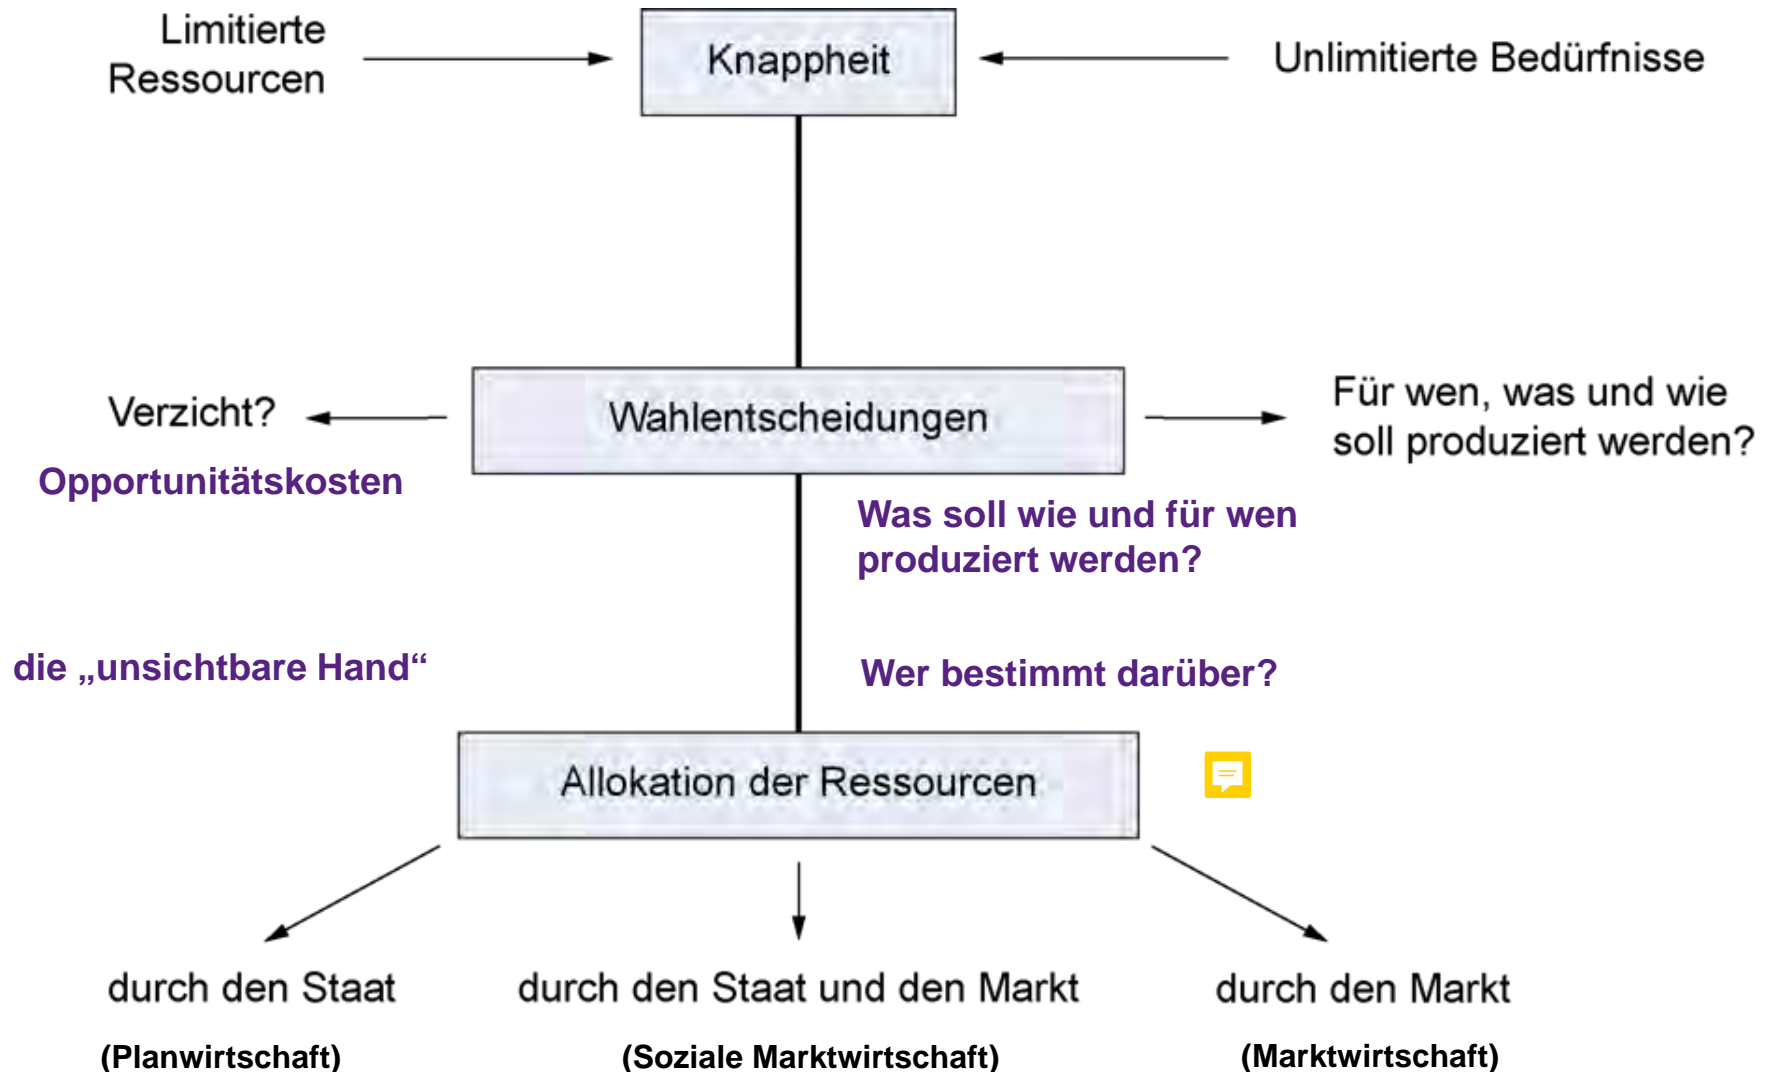 Limitierte
Ressourcen
Knappheit
Unlimitierte Bedürfnisse
Verzicht?
Wahlentscheidungen
Für wen, was und wie
soll produziert werden?
Opportunitätskosten
Was soll wie und für wen
produziert werden?
die „unsichtbare Hand“
Wer bestimmt darüber?
Allokation der Ressourcen
durch den Staat
durch den Staat und den Markt
durch den Markt
(Planwirtschaft)
(Soziale Marktwirtschaft)
(Marktwirtschaft)